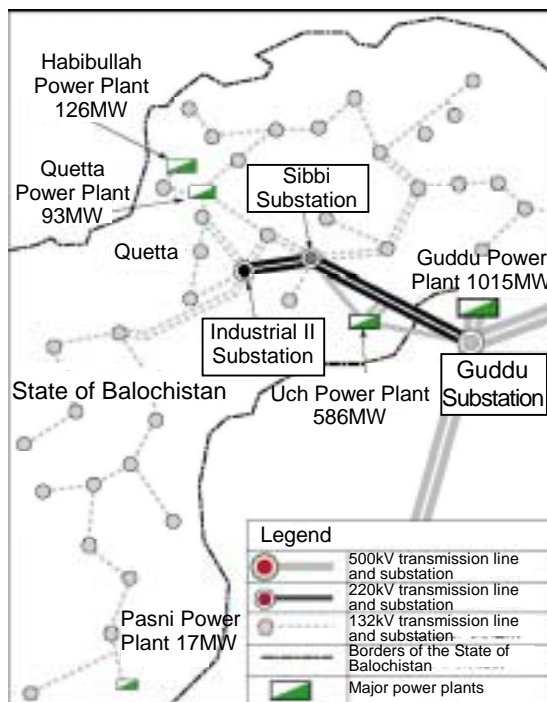 Habibullah
Power Plant
126MW
Quetta
Power Plant
93MW
Sibbi
Substation
Quetta
Guddu Power
Plant 1015MW
Industrial II
Substation
State of Balochistan
Uch Power Plant
586MW
Guddu
Substation
Pasni Power
Plant 17MW
Legend
500kV transmission line
and substation
220kV transmission line
and substation
132kV transmission line
and substation
Borders of the State of
Balochistan
Major power plants